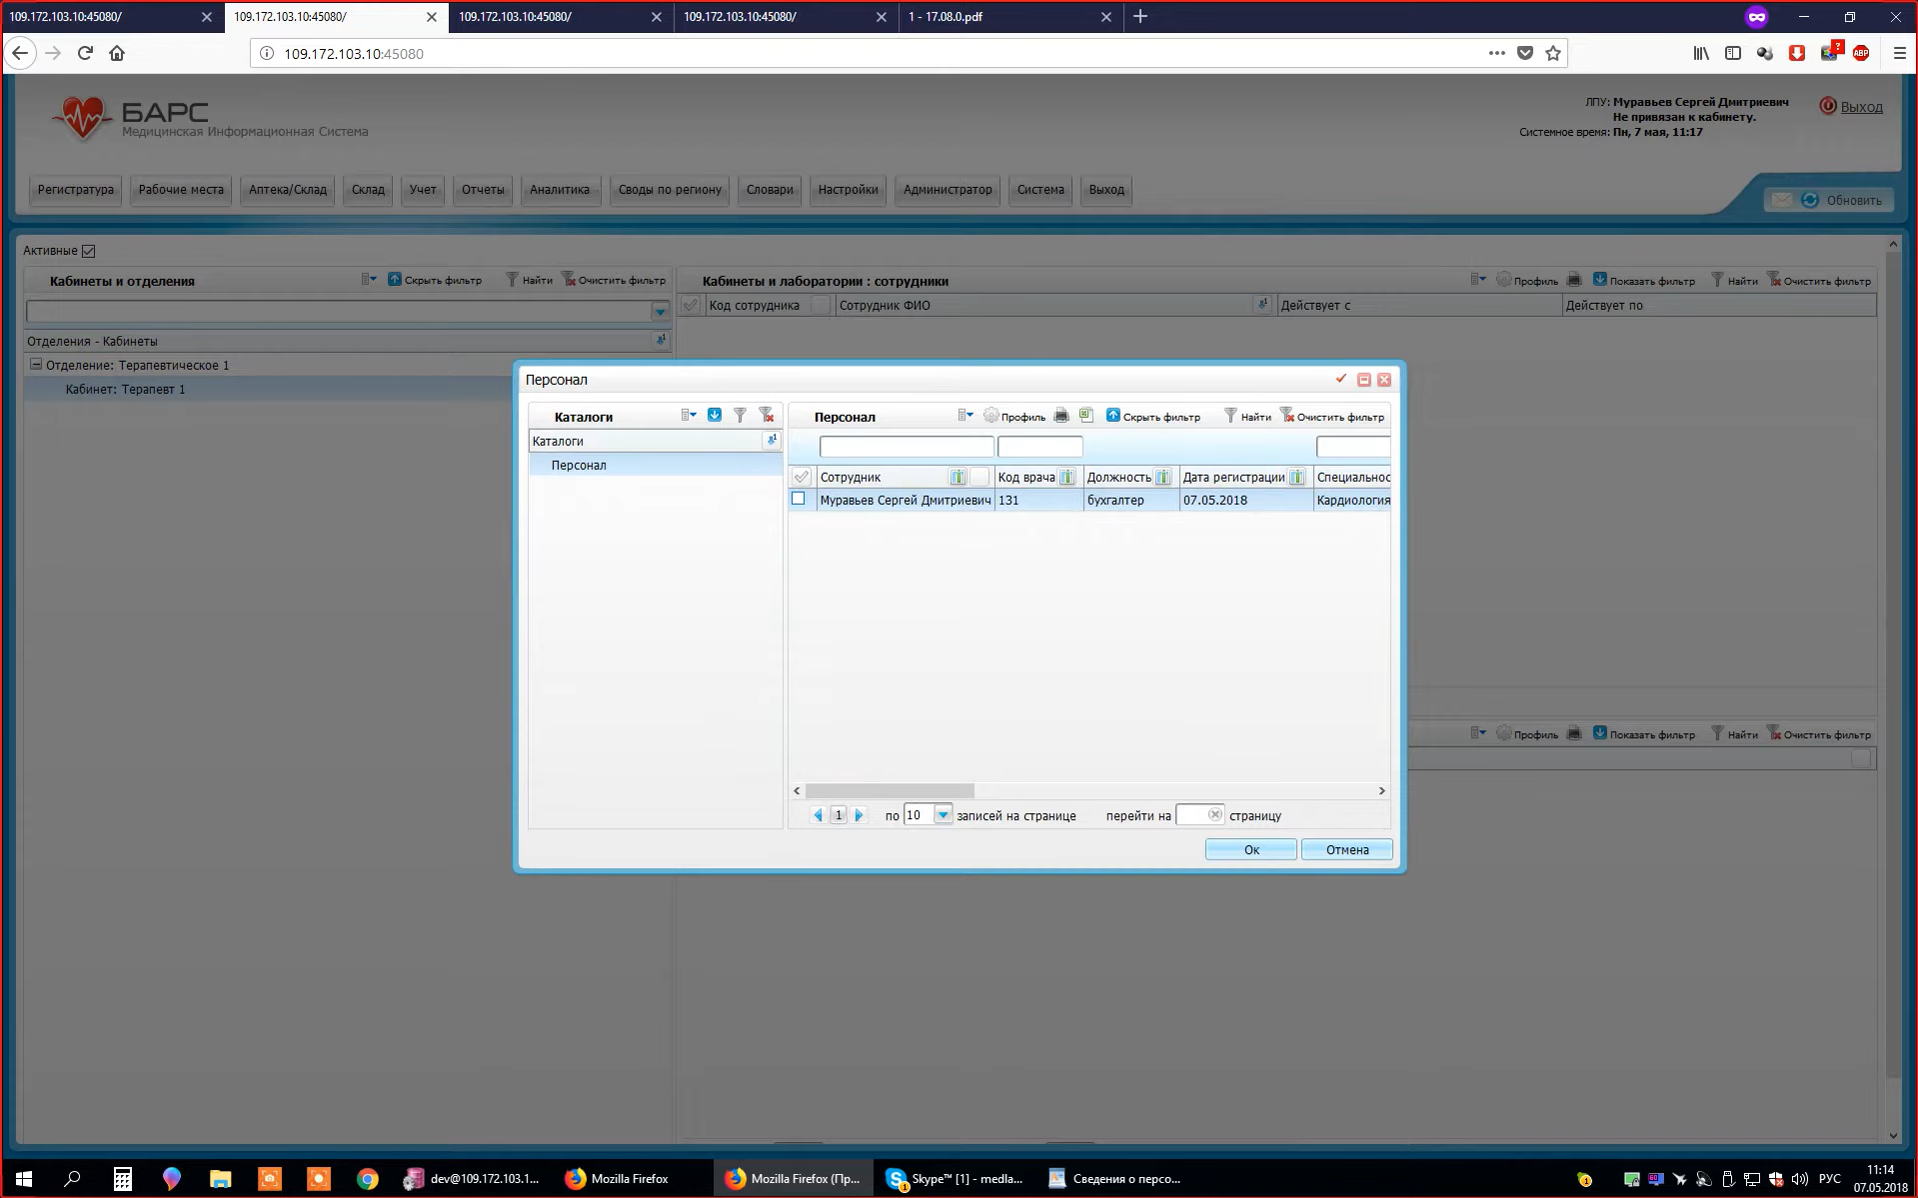 109.172.103.10:45080/
109.172.103.10:45080/
109.172.103.10:45080/
109.172.103.10:45080/
1 - 17.08.0.pdf
109.172.103.10:45080
ABP
БАРС
Медицинская Информационная Система
ЛПУ: Муравьев Сергей Дмитриевич
Не привязан к кабинету.
Системное время: Пн, 7 мая, 11:17
Выход
Регистратура Рабочие места Аптека/Склад Склад Учет Отчеты Аналитика Своды по региону Словари Настройки Администратор Система Выход
Обновить
Активные
Кабинеты и отделения Скрыть фильтр Найти Очистить фильтр
Отделения - Кабинеты
Отделение: Терапевтическое 1
Кабинет: Терапевт 1
Кабинеты и лаборатории : сотрудники Профиль Показать фильтр Найти Очистить фильтр
Код сотрудника Сотрудник ФИО Действует с Действует по
Персонал
Каталоги
Каталоги
Персонал
Персонал Профиль Скрыть фильтр Найти Очистить фильтр
Сотрудник Код врача Должность Дата регистрации Специальнос
Муравьев Сергей Дмитриевич 131 бухгалтер 07.05.2018 Кардиология
1 по 10 записей на странице перейти на страницу
Ок Отмена
Профиль Показать фильтр Найти Очистить фильтр
dev@109.172.103.1...
Mozilla Firefox
Mozilla Firefox (Пр...
Skype™ [1] - medla...
Сведения о персо...
РУС
11:14
07.05.2018